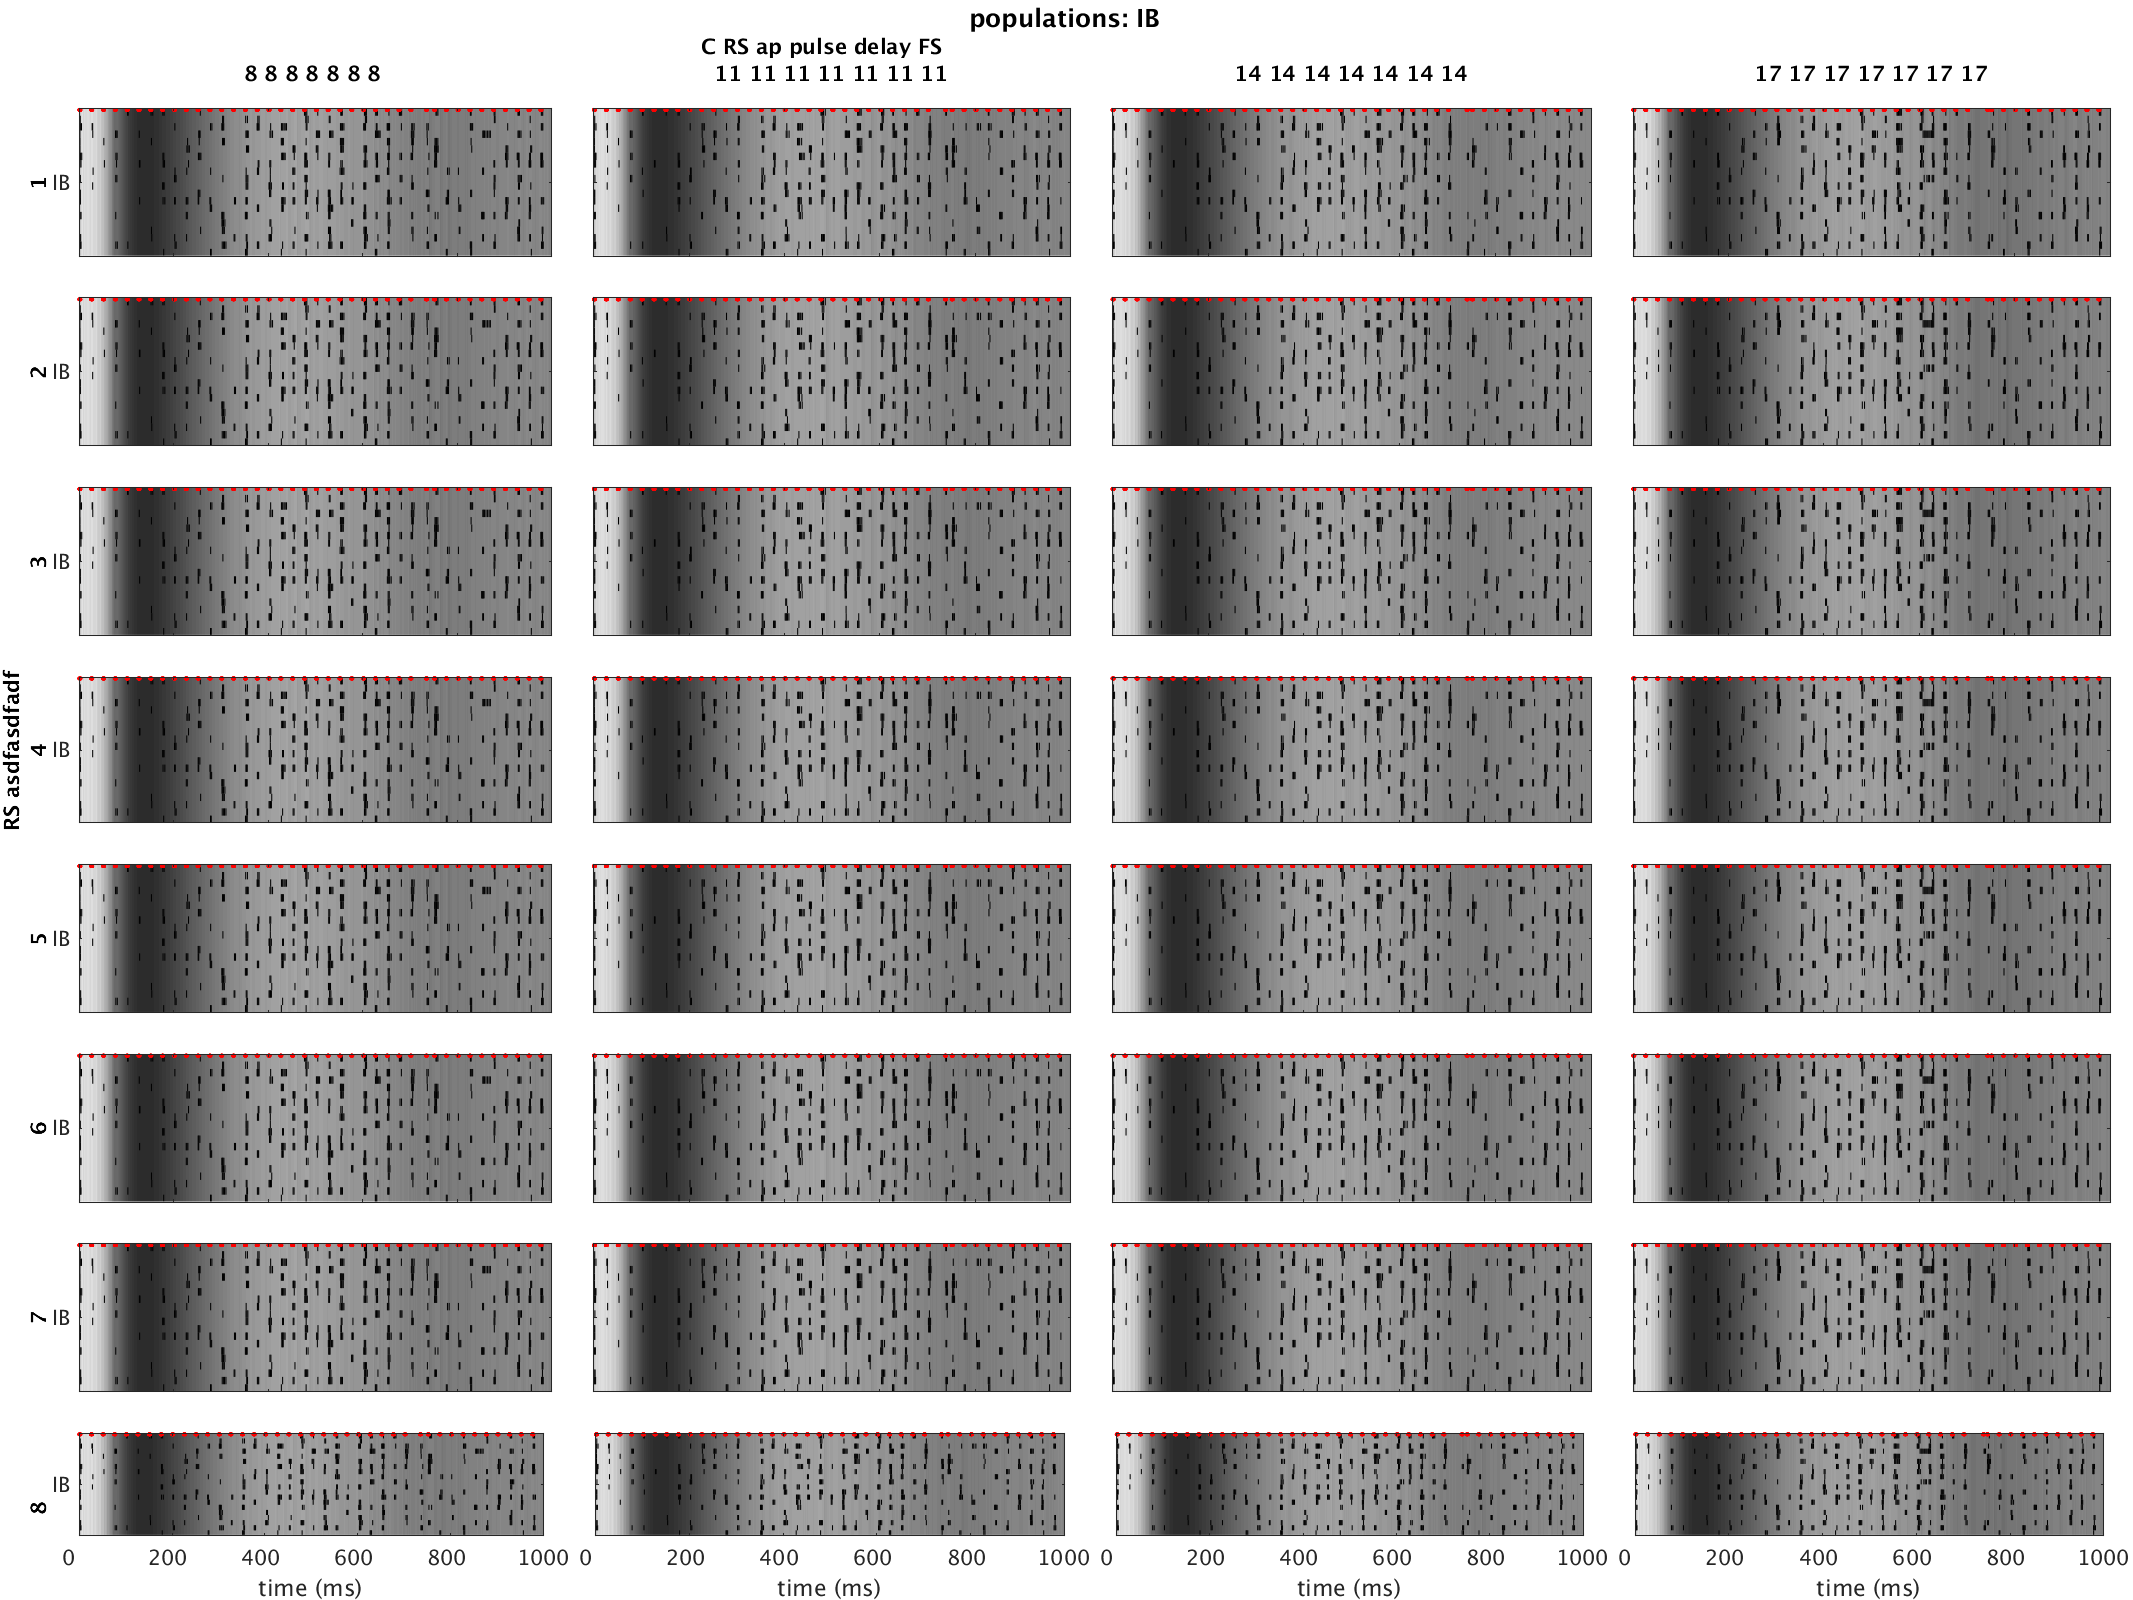 populations: IB
C RS ap pulse delay FS
8 8 8 8 8 8 8
11 11 11 11 11 11 11
14 14 14 14 14 14 14
17 17 17 17 17 17 17
RS asdfasdfadf
1 IB
2 IB
3 IB
4 IB
5 IB
6 IB
7 IB
8 IB
0 200 400 600 800 1000 0 200 400 600 800 1000 0 200 400 600 800 1000 0 200 400 600 800 1000
time (ms) time (ms) time (ms) time (ms)